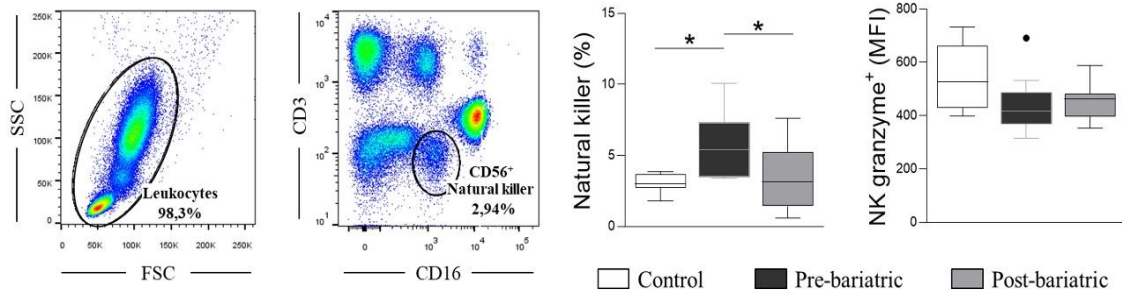 250K
200K
150K
100K
50K
0
0
50K
100K
150K
200K
250K
SSC
FSC
Leukocytes
98,3%
10⁵
10⁴
10³
10²
10¹
0
10³
10⁴
10⁵
CD3
CD16
CD56⁺
Natural killer
2,94%
Natural killer (%)
15
10
5
0
*
*
NK granzyme⁺ (MFI)
800
600
400
200
0
Control
Pre-bariatric
Post-bariatric